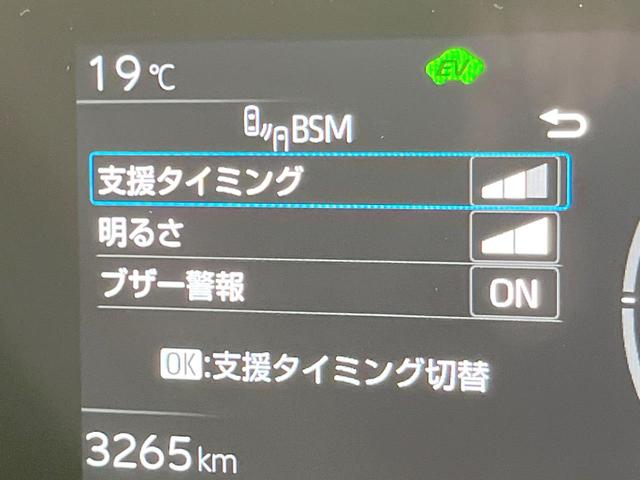 19℃
EV
BSM
支援タイミング
明るさ
ブザー警報 ON
OK:支援タイミング切替
3265km